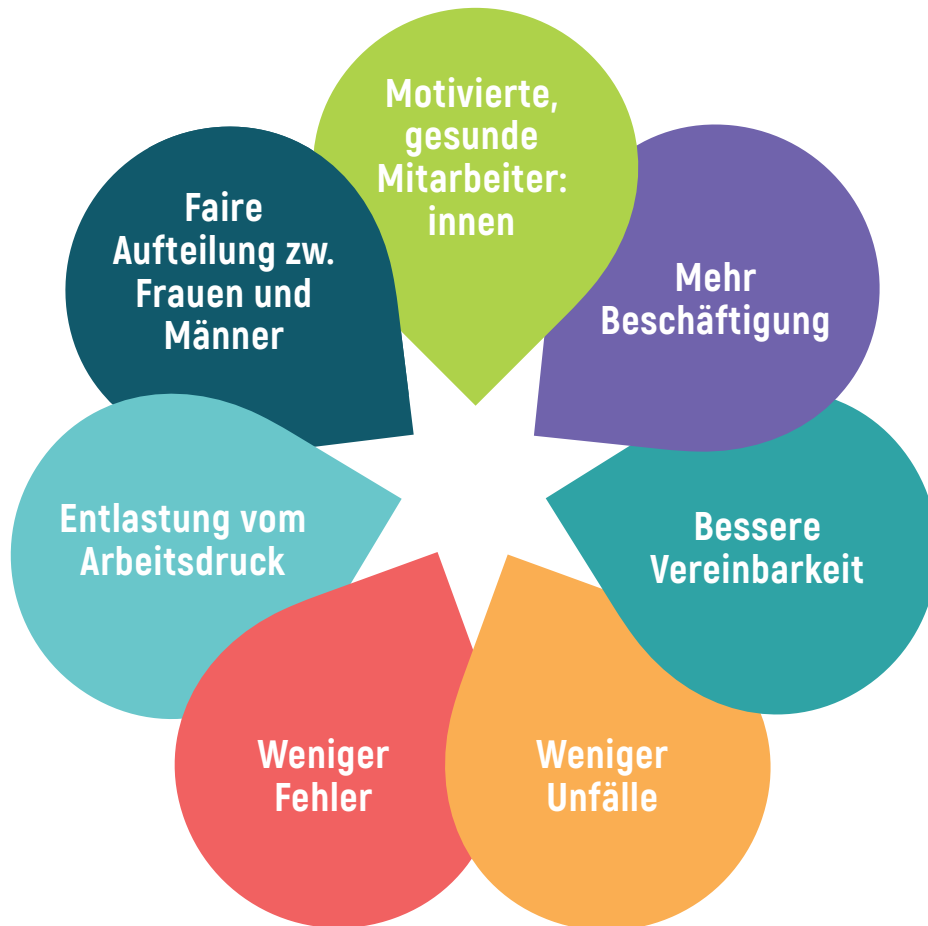 Motivierte,
gesunde
Mitarbeiter:
innen
Mehr
Beschäftigung
Bessere
Vereinbarkeit
Weniger
Unfälle
Weniger
Fehler
Entlastung vom
Arbeitsdruck
Faire
Aufteilung zw.
Frauen und
Männer